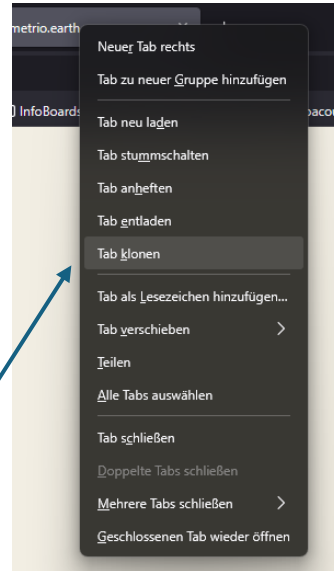 metrio.earth
InfoBoards
Neuer Tab rechts
Tab zu neuer Gruppe hinzufügen
Tab neu laden
Tab stummschalten
Tab anheften
Tab entladen
Tab klonen
Tab als Lesezeichen hinzufügen...
Tab verschieben
Teilen
Alle Tabs auswählen
Tab schließen
Doppelte Tabs schließen
Mehrere Tabs schließen
Geschlossenen Tab wieder öffnen